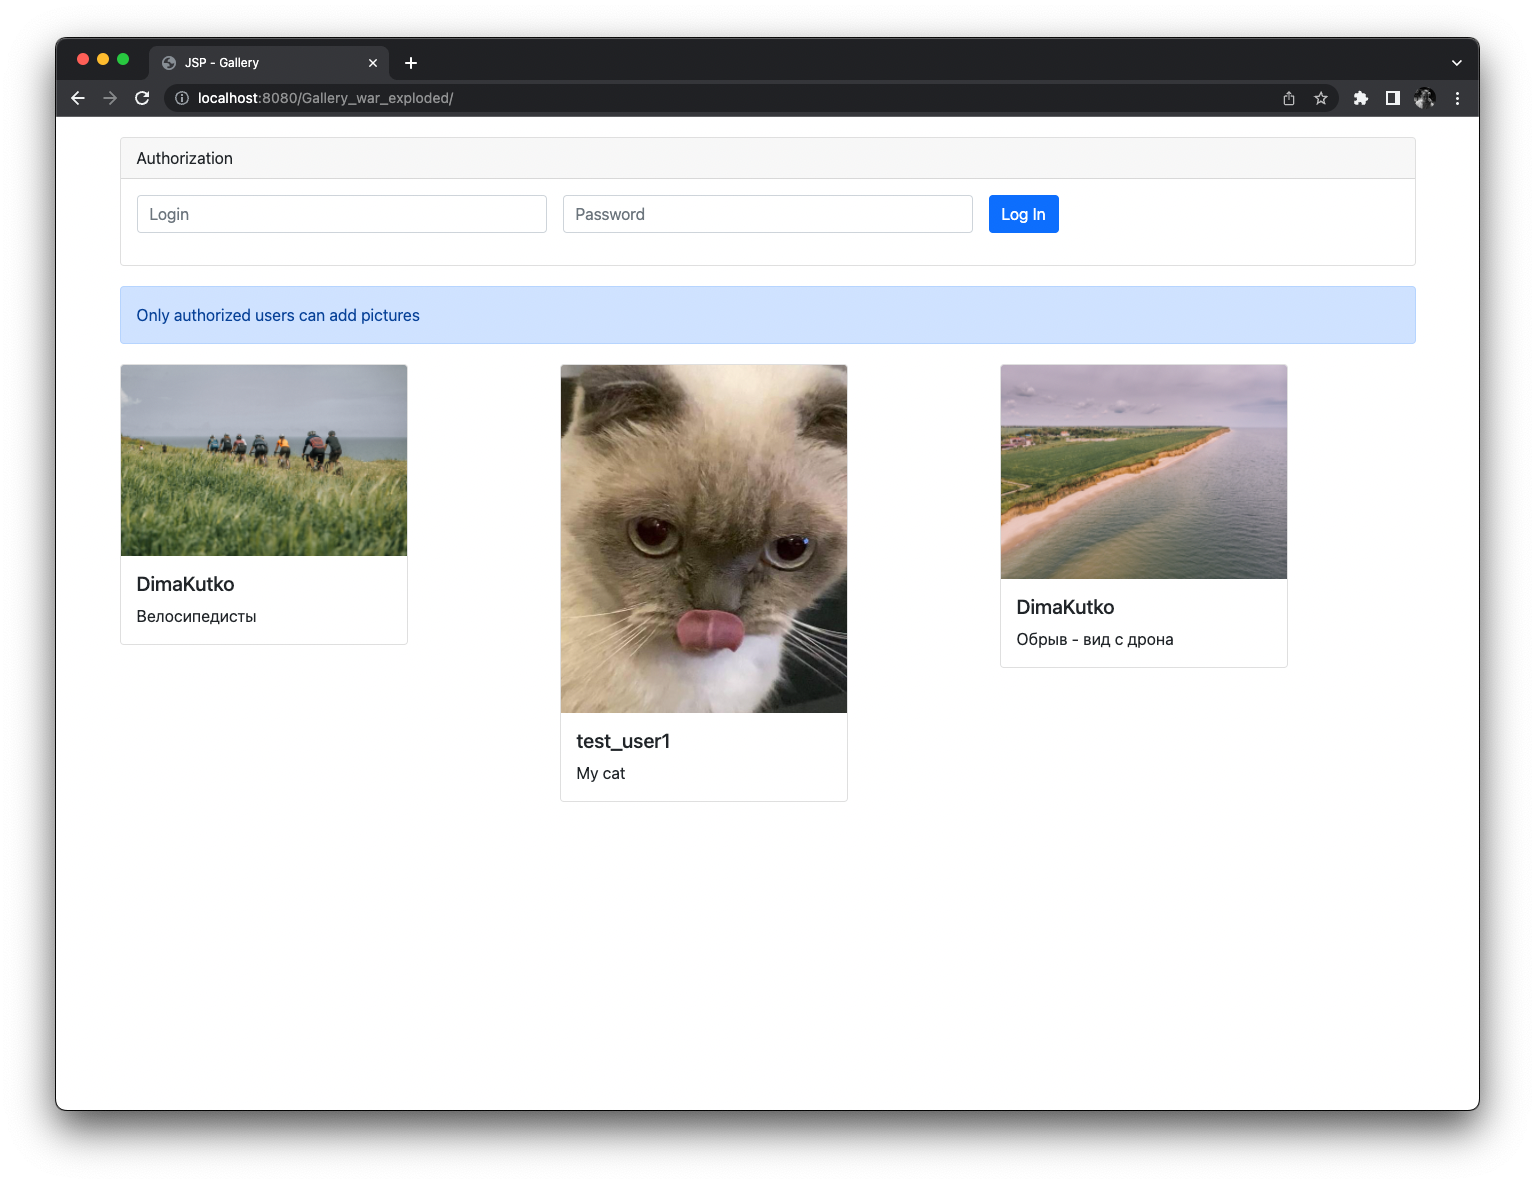 JSP - Gallery
localhost:8080/Gallery_war_exploded/
Authorization
Login
Password
Log In
Only authorized users can add pictures
DimaKutko
Велосипедисты
test_user1
My cat
DimaKutko
Обрыв - вид с дрона